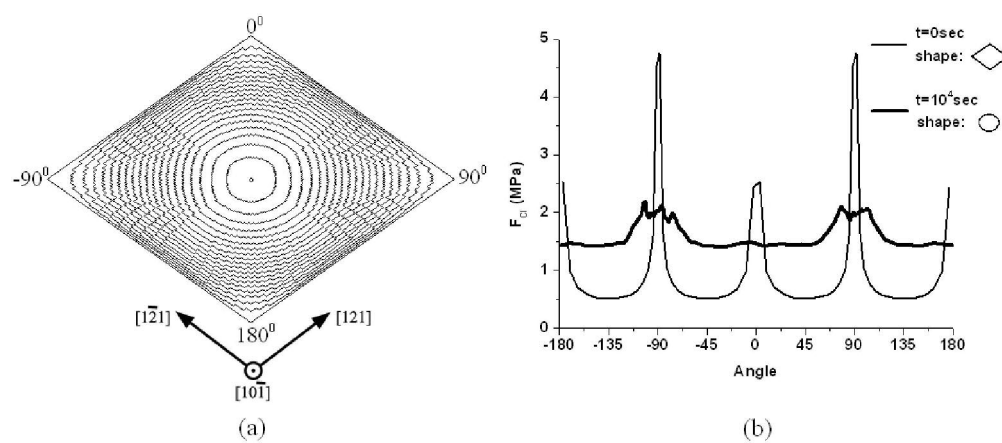 0⁰
-90⁰
90⁰
[12̄1]
180⁰
[121]
[101̄]
(a)
5
4
3
2
1
0
F_cl (MPa)
-180 -135 -90 -45 0 45 90 135 180
Angle
t=0sec
shape:
t=10⁴sec
shape:
(b)